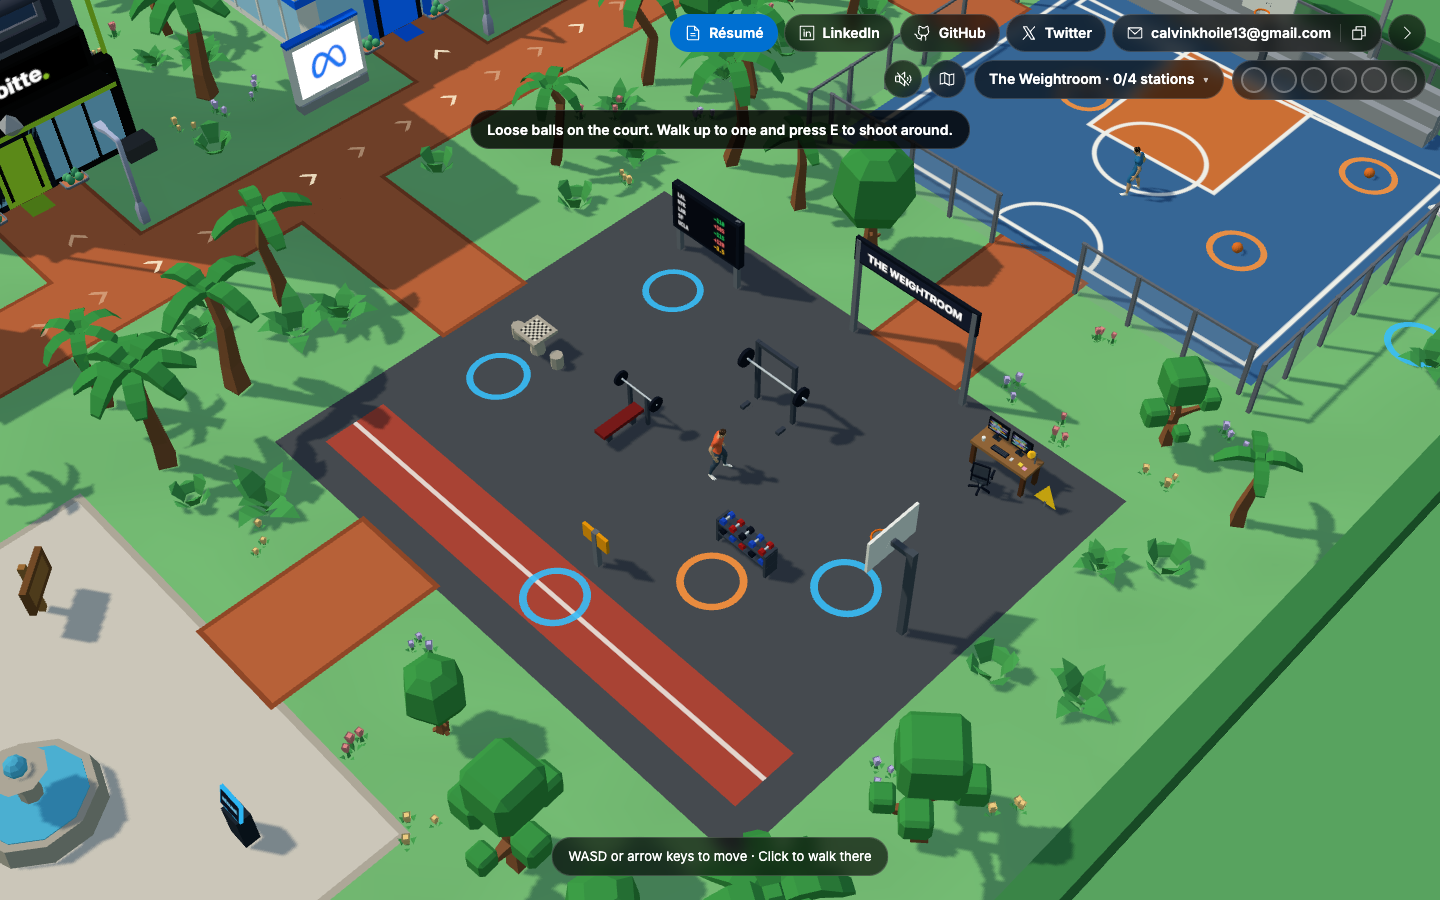 Résumé
LinkedIn
GitHub
Twitter
calvinkhoile13@gmail.com
The Weightroom · 0/4 stations
Loose balls on the court. Walk up to one and press E to shoot around.
oitte.
THE WEIGHTROOM
WASD or arrow keys to move · Click to walk there